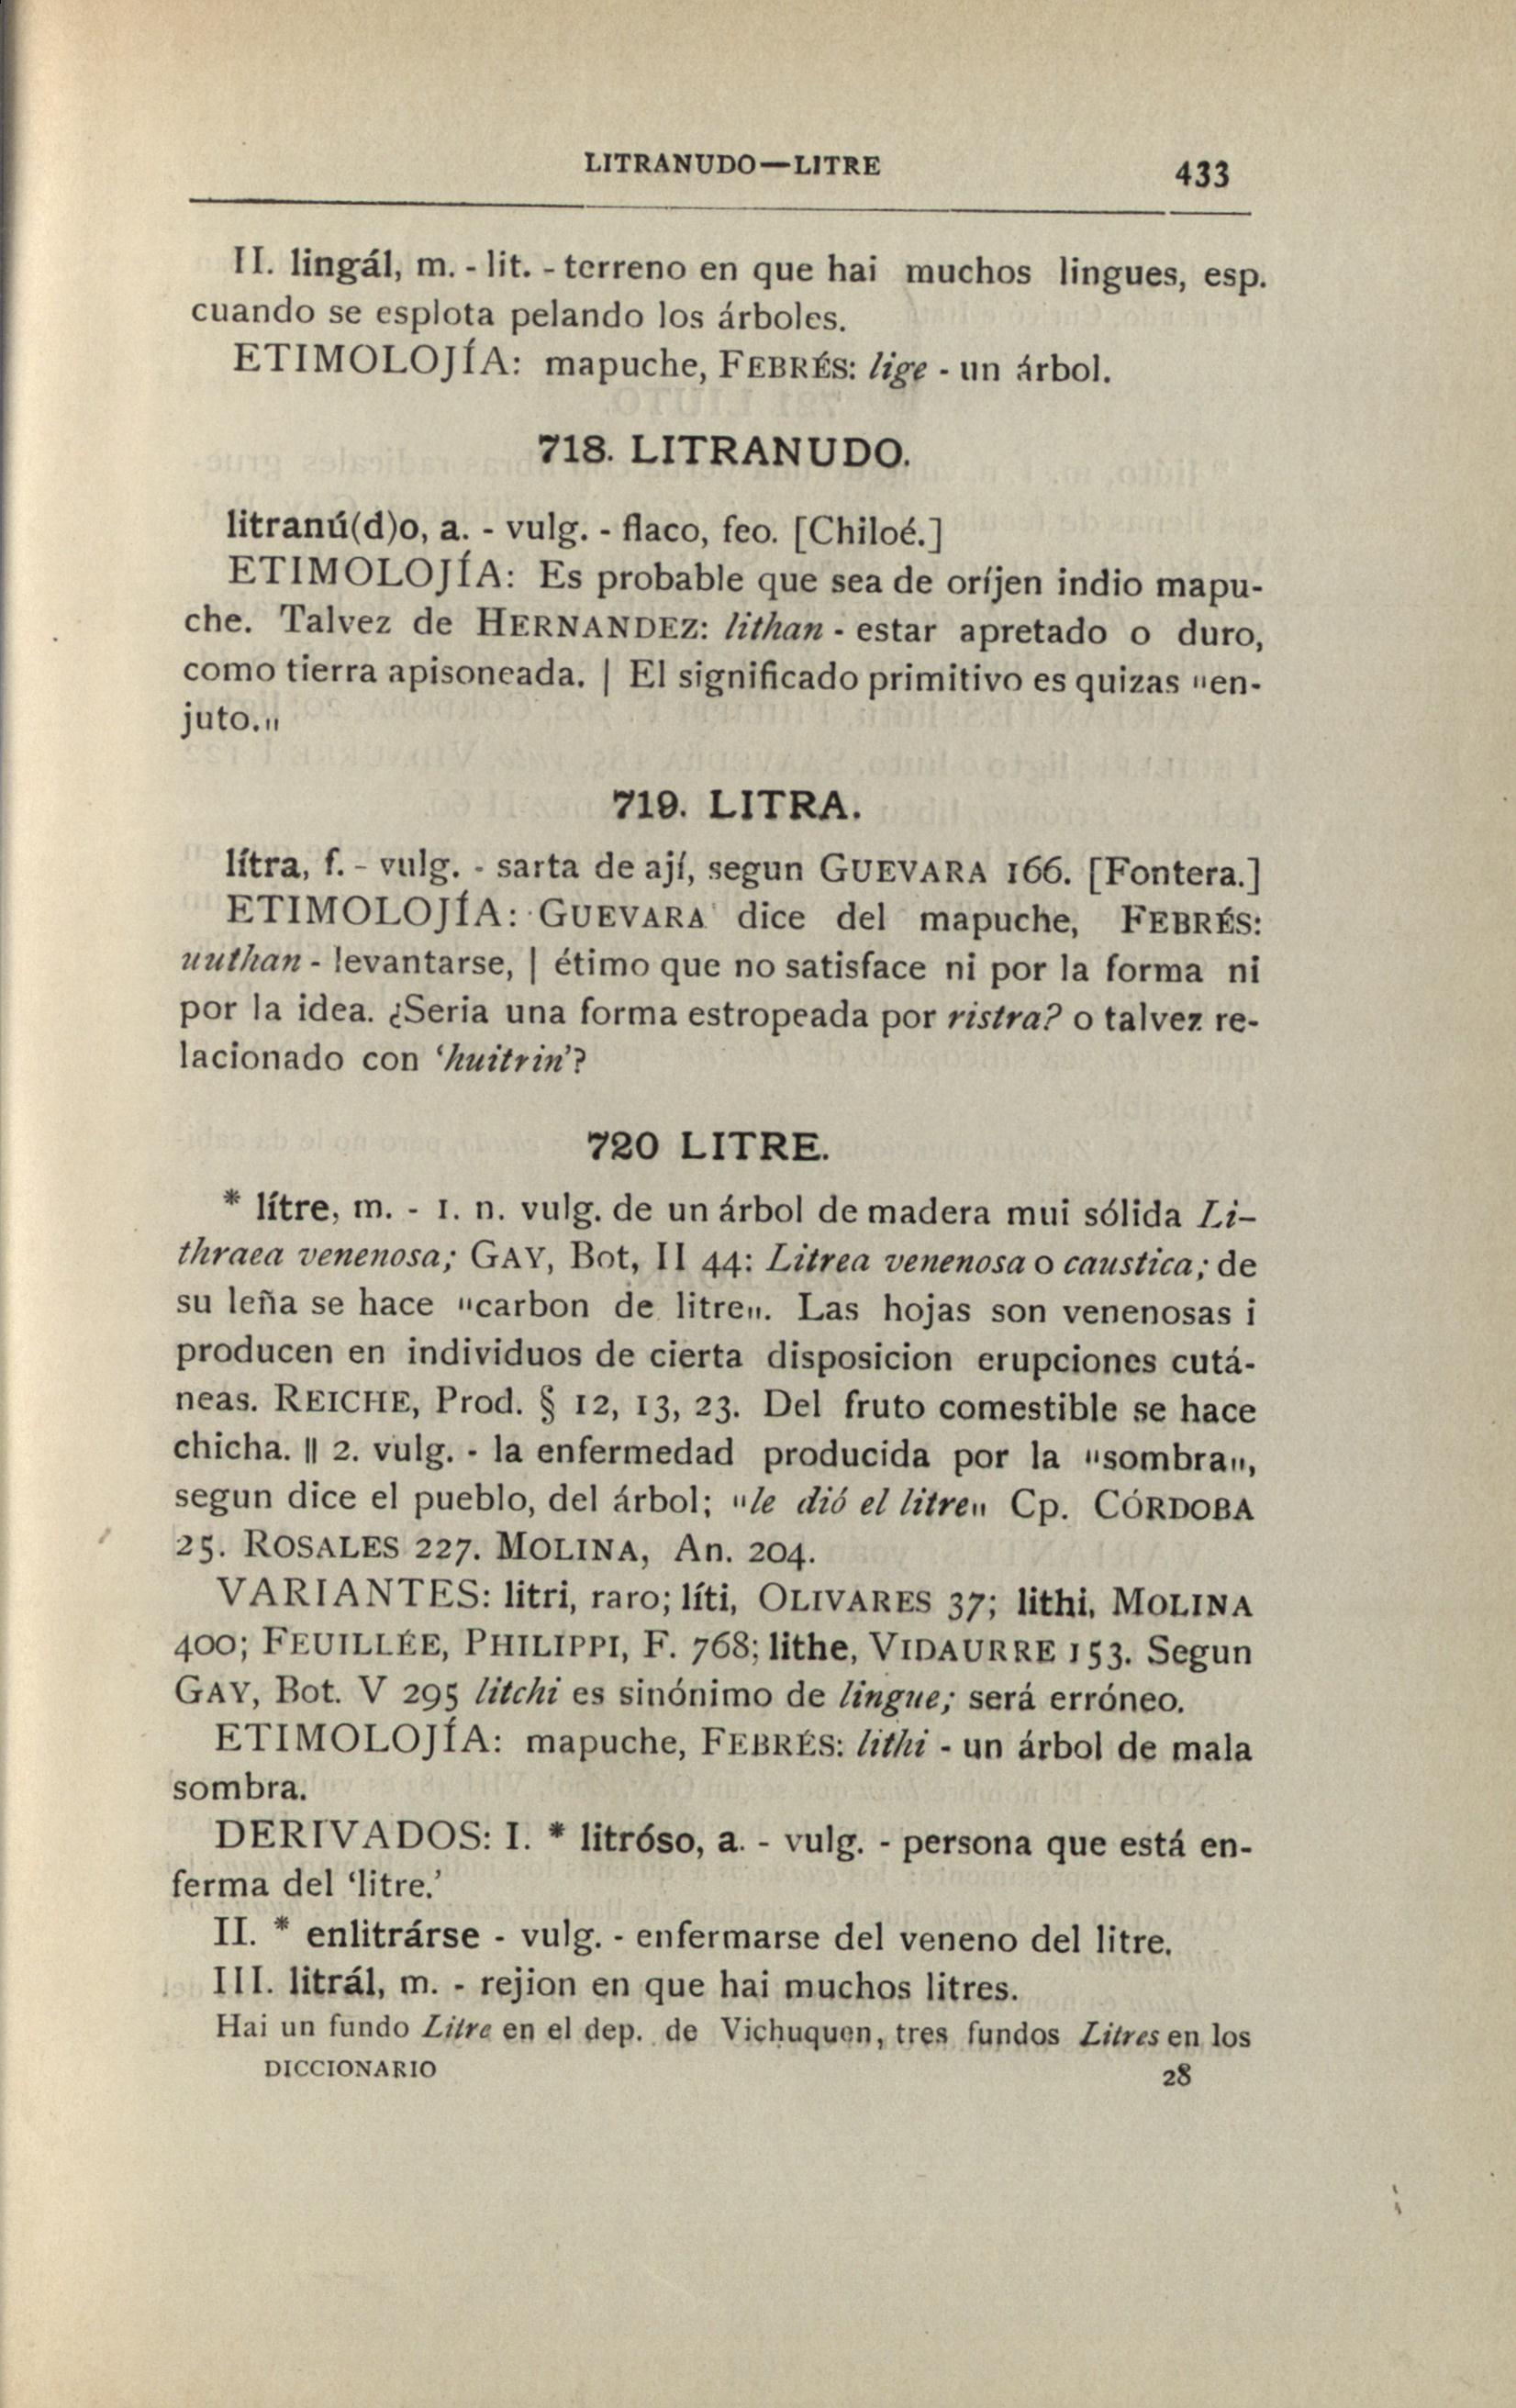 LITRANUDO—LITRE 433
II. lingál, m. - lit. - terreno en que hai muchos lingues, esp.
cuando se esplota pelando los árboles.
ETIMOLOJÍA: mapuche, FEBRÉS: lige - un árbol.
718. LITRANUDO.
litranú(d)o, a. - vulg. - flaco, feo. [Chiloé.]
ETIMOLOJÍA: Es probable que sea de oríjen indio mapu-
che. Talvez de HERNANDEZ: lithan - estar apretado o duro,
como tierra apisoneada. | El significado primitivo es quizas "en-
juto."
719. LITRA.
lítra, f. - vulg. - sarta de ají, segun GUEVARA 166. [Fontera.]
ETIMOLOJÍA: GUEVARA dice del mapuche, FEBRÉS:
uuthan - levantarse, | étimo que no satisface ni por la forma ni
por la idea. ¿Seria una forma estropeada por ristra? o talvez re-
lacionado con ‘huitrin’?
720 LITRE.
* lítre, m. - 1. n. vulg. de un árbol de madera mui sólida Li-
thraea venenosa; GAY, Bot, II 44: Litrea venenosa o caustica; de
su leña se hace "carbon de litre". Las hojas son venenosas i
producen en individuos de cierta disposicion erupciones cutá-
neas. REICHE, Prod. § 12, 13, 23. Del fruto comestible se hace
chicha. || 2. vulg. - la enfermedad producida por la "sombra",
segun dice el pueblo, del árbol; "le dió el litre" Cp. CÓRDOBA
25. ROSALES 227. MOLINA, An. 204.
VARIANTES: litri, raro; líti, OLIVARES 37; lithi, MOLINA
400; FEUILLÉE, PHILIPPI, F. 768; lithe, VIDAURRE 153. Segun
GAY, Bot. V 295 litchi es sinónimo de lingue; será erróneo.
ETIMOLOJÍA: mapuche, FEBRÉS: lithi - un árbol de mala
sombra.
DERIVADOS: I. * litróso, a. - vulg. - persona que está en-
ferma del ‘litre.’
II. * enlitrárse - vulg. - enfermarse del veneno del litre.
III. litrál, m. - rejion en que hai muchos litres.
Hai un fundo Litre en el dep. de Vichuquen, tres fundos Litres en los
DICCIONARIO 28